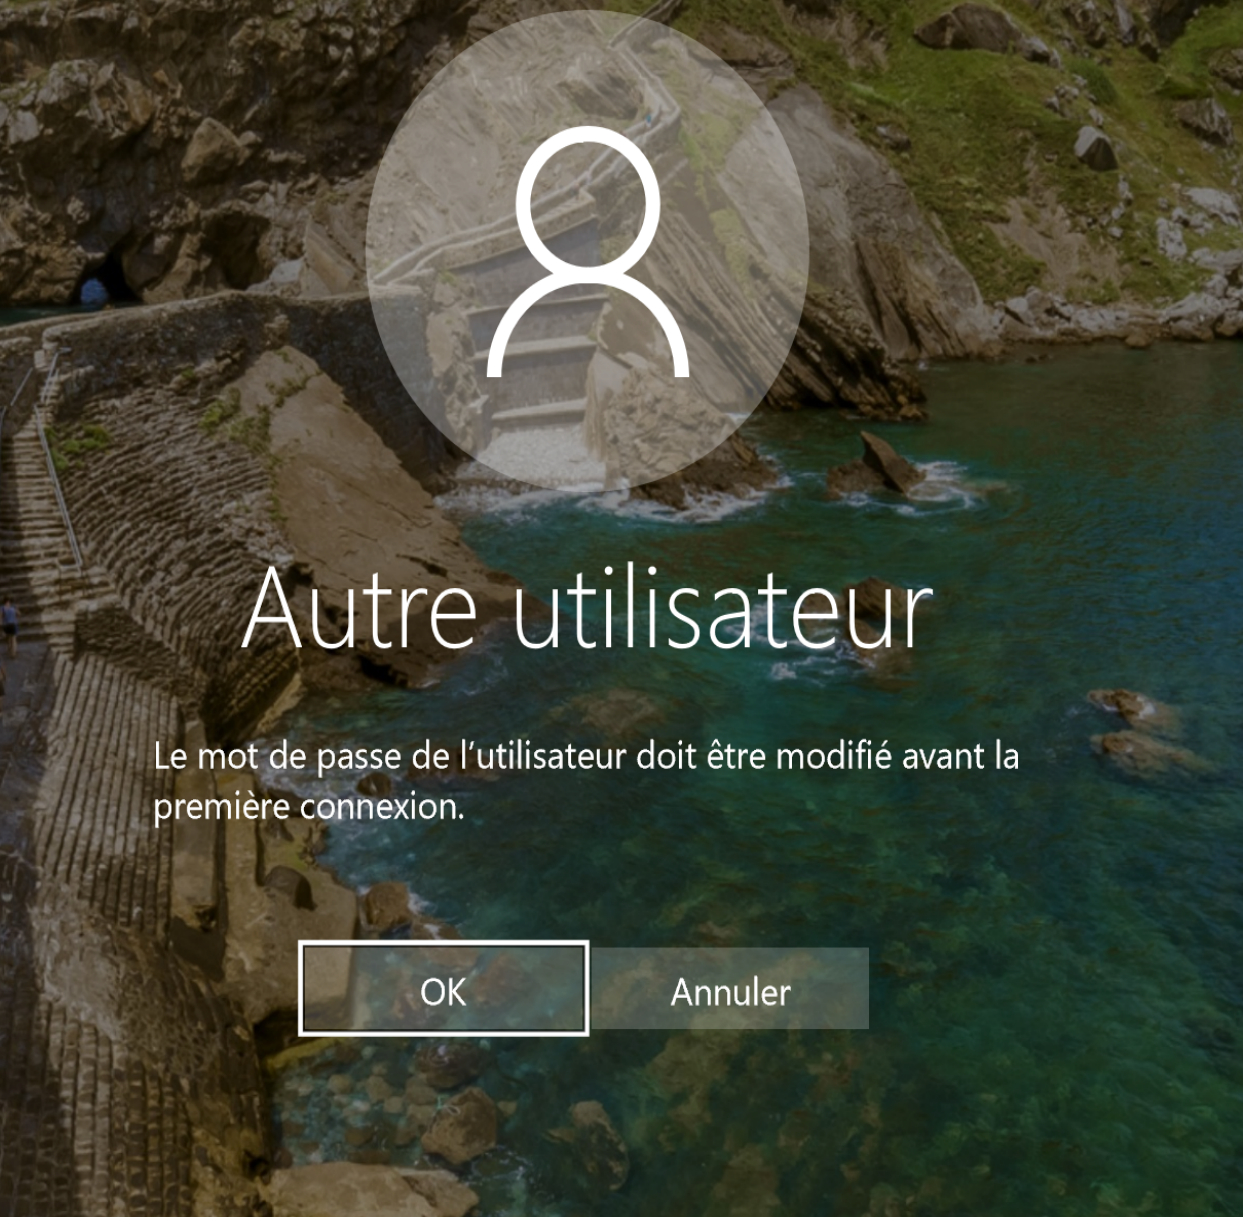 Autre utilisateur
Le mot de passe de l'utilisateur doit être modifié avant la
première connexion.
OK
Annuler